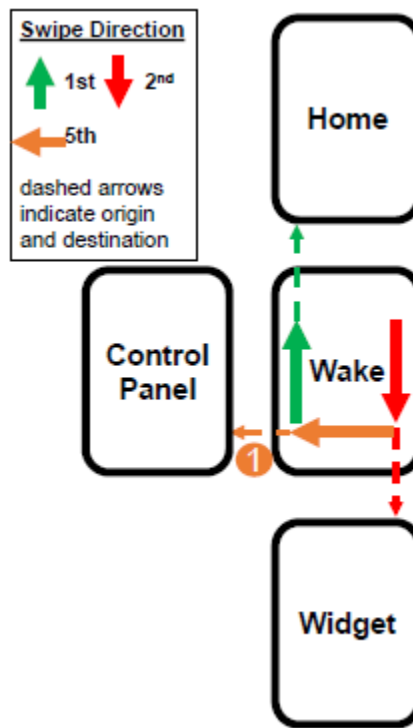 Swipe Direction
1st 2nd
5th
dashed arrows
indicate origin
and destination
Home
Control
Panel
Wake
1
Widget